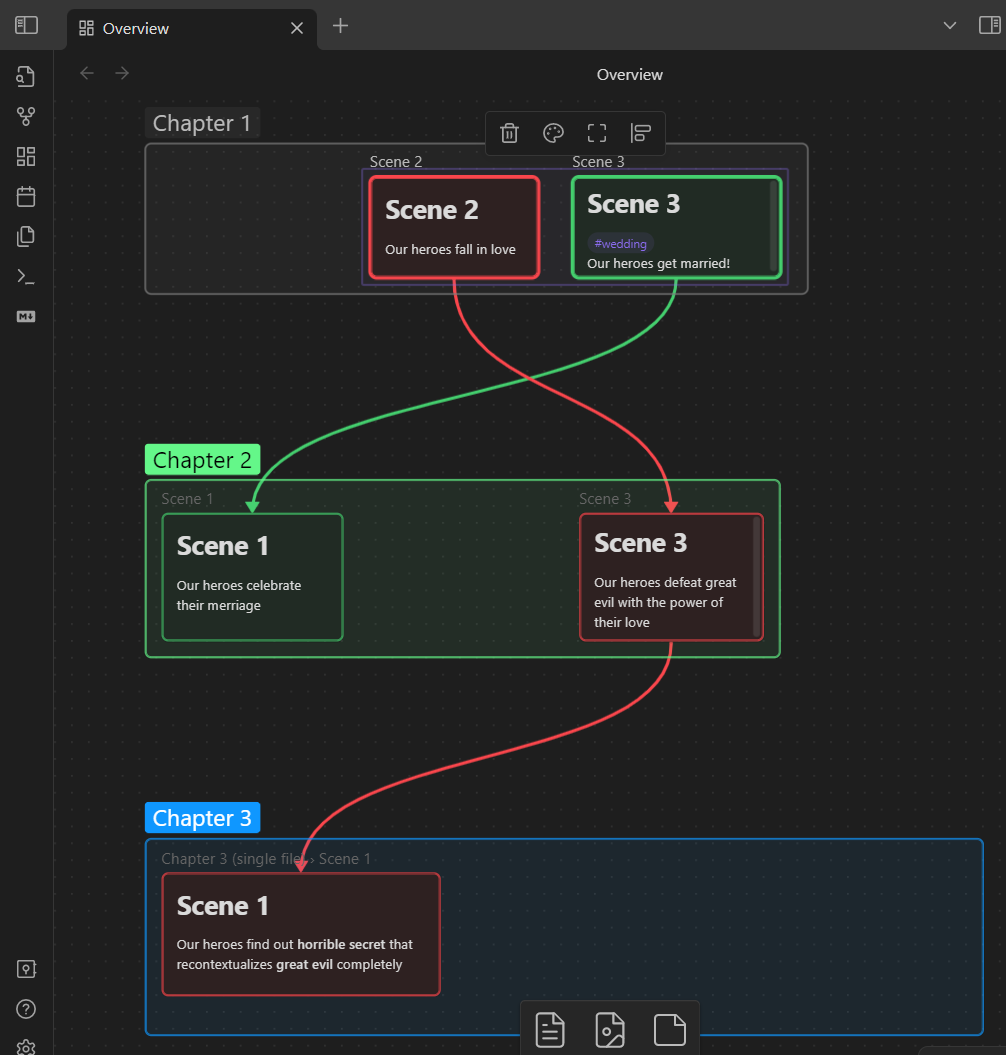 Overview
Overview
Chapter 1
Scene 2
Scene 3
Scene 2
Our heroes fall in love
Scene 3
#wedding
Our heroes get married!
Chapter 2
Scene 1
Scene 3
Scene 1
Our heroes celebrate
their merriage
Scene 3
Our heroes defeat great
evil with the power of
their love
Chapter 3
Chapter 3 (single file) › Scene 1
Scene 1
Our heroes find out horrible secret that
recontextualizes great evil completely